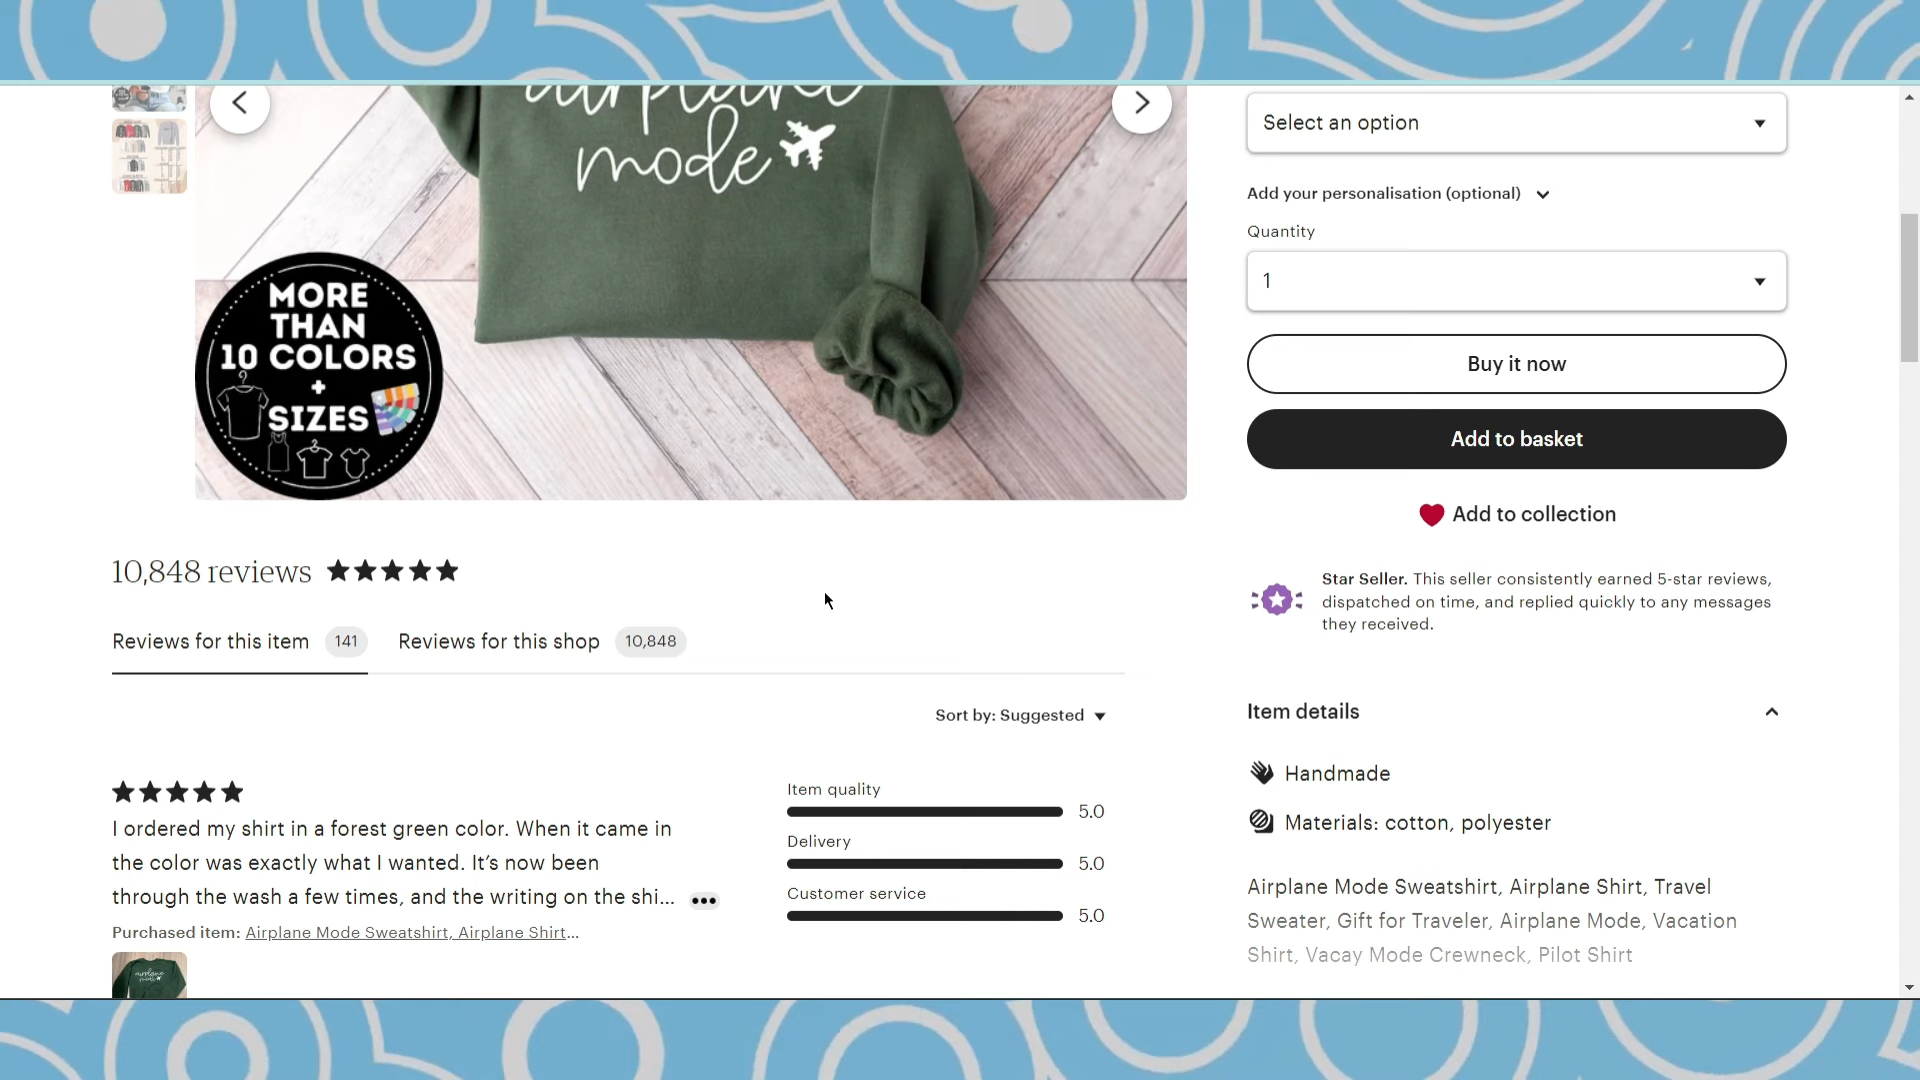 airplane
mode
MORE
THAN
10 COLORS
+
SIZES
Select an option
Add your personalisation (optional)
Quantity
1
Buy it now
Add to basket
Add to collection
Star Seller. This seller consistently earned 5-star reviews,
dispatched on time, and replied quickly to any messages
they received.
10,848 reviews
Reviews for this item 141
Reviews for this shop 10,848
Sort by: Suggested
I ordered my shirt in a forest green color. When it came in
the color was exactly what I wanted. It’s now been
through the wash a few times, and the writing on the shi...
Purchased item: Airplane Mode Sweatshirt, Airplane Shirt...
airplane
mode
Item quality
5.0
Delivery
5.0
Customer service
5.0
Item details
Handmade
Materials: cotton, polyester
Airplane Mode Sweatshirt, Airplane Shirt, Travel
Sweater, Gift for Traveler, Airplane Mode, Vacation
Shirt, Vacay Mode Crewneck, Pilot Shirt